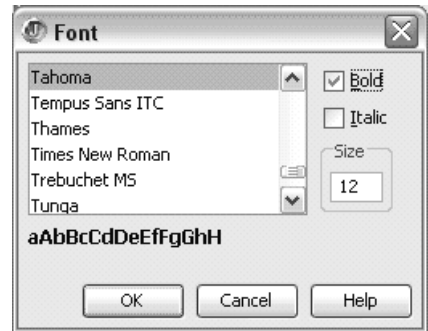 Font
Tahoma
Tempus Sans ITC
Thames
Times New Roman
Trebuchet MS
Tunga
Bold
Italic
Size
12
aAbBcCdDeEfFgGhH
OK Cancel Help